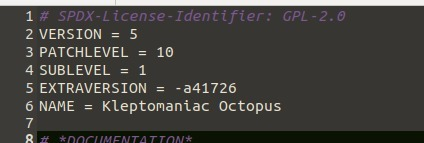 1 # SPDX-License-Identifier: GPL-2.0
2 VERSION = 5
3 PATCHLEVEL = 10
4 SUBLEVEL = 1
5 EXTRAVERSION = -a41726
6 NAME = Kleptomaniac Octopus
7
8 # *DOCUMENTATION*